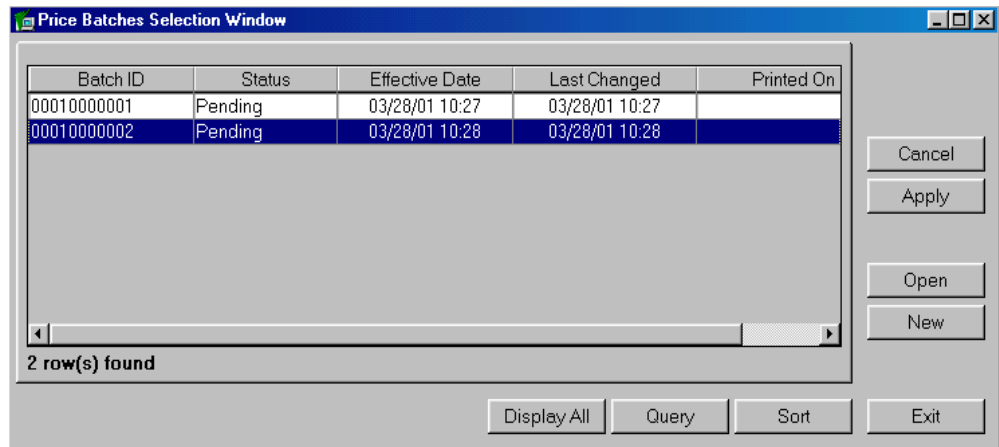 Price Batches Selection Window
Batch ID Status Effective Date Last Changed Printed On
00010000001 Pending 03/28/01 10:27 03/28/01 10:27
00010000002 Pending 03/28/01 10:28 03/28/01 10:28
Cancel
Apply
Open
New
2 row(s) found
Display All Query Sort Exit